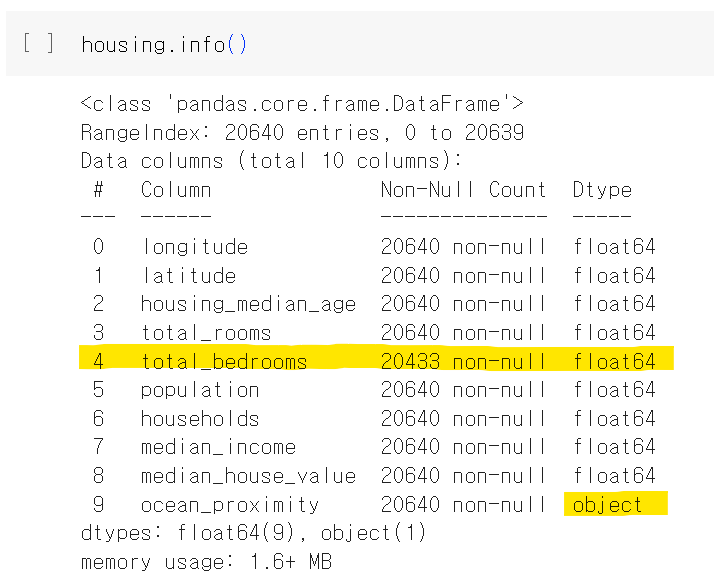 [ ] housing.info()
<class 'pandas.core.frame.DataFrame'>
RangeIndex: 20640 entries, 0 to 20639
Data columns (total 10 columns):
 #   Column              Non-Null Count  Dtype
---  ------              --------------  -----
 0   longitude           20640 non-null  float64
 1   latitude            20640 non-null  float64
 2   housing_median_age  20640 non-null  float64
 3   total_rooms         20640 non-null  float64
 4   total_bedrooms      20433 non-null  float64
 5   population          20640 non-null  float64
 6   households          20640 non-null  float64
 7   median_income       20640 non-null  float64
 8   median_house_value  20640 non-null  float64
 9   ocean_proximity     20640 non-null  object
dtypes: float64(9), object(1)
memory usage: 1.6+ MB